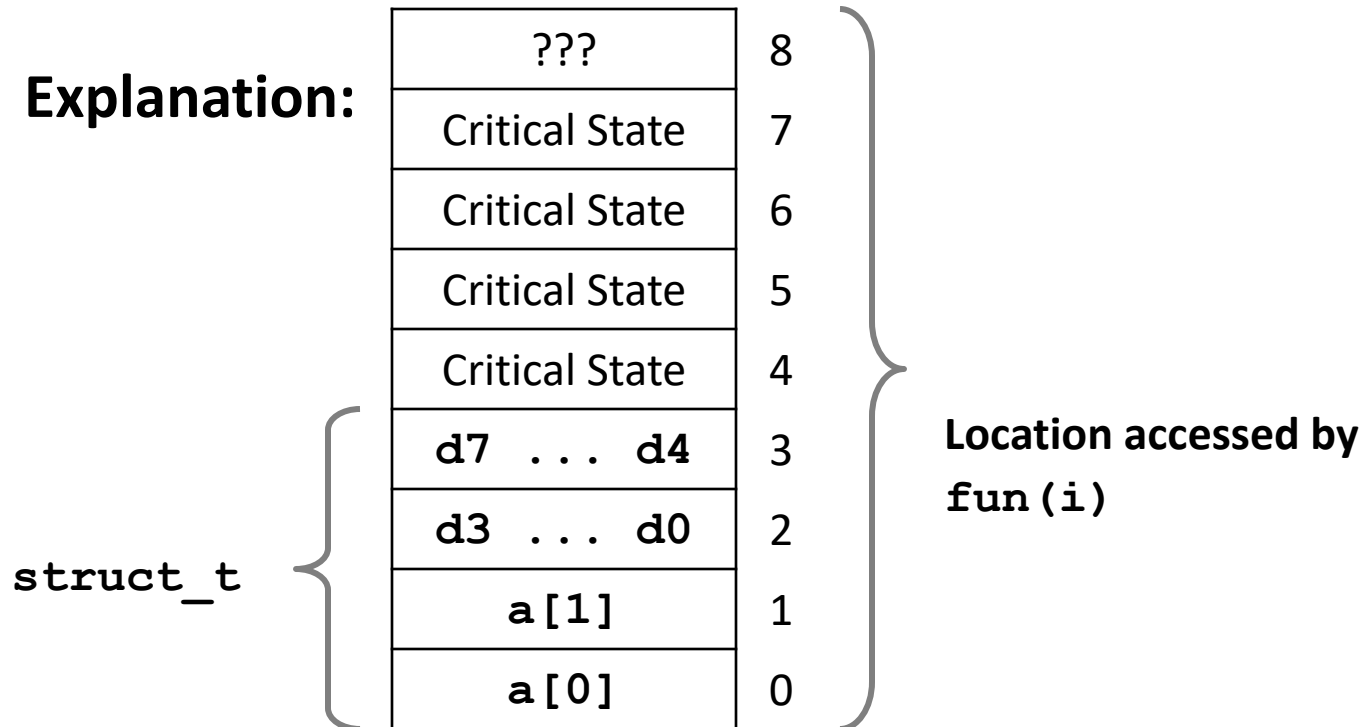 Explanation:
??? 8
Critical State 7
Critical State 6
Critical State 5
Critical State 4
d7 ... d4 3
d3 ... d0 2
a[1] 1
a[0] 0
struct_t
Location accessed by
fun(i)